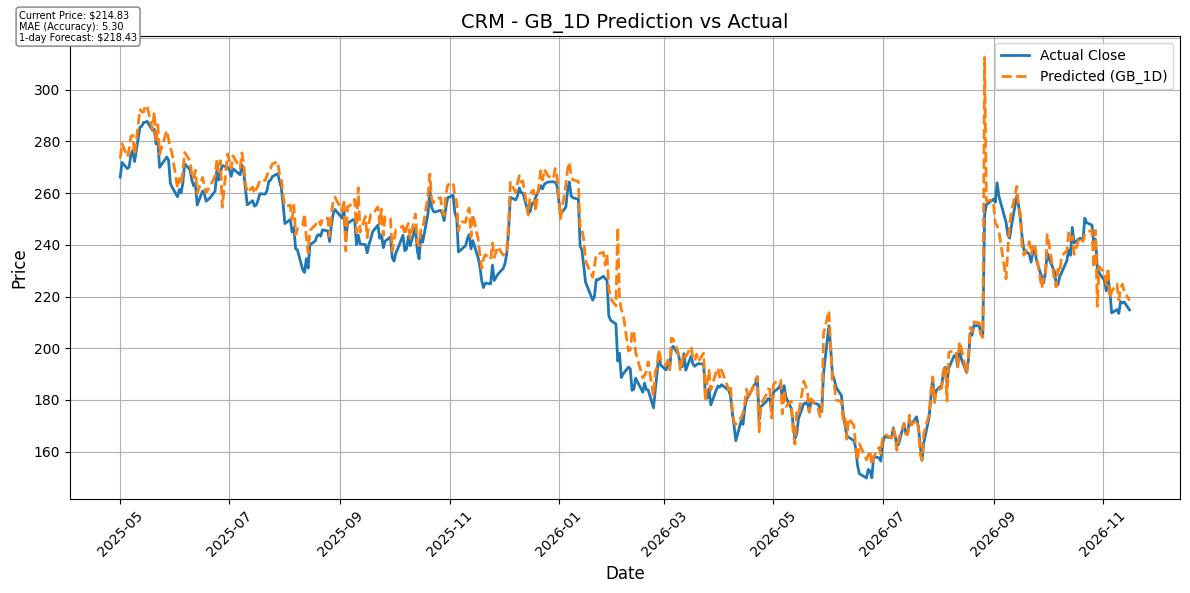 CRM - GB_1D Prediction vs Actual
Current Price: $214.83
MAE (Accuracy): 5.30
1-day Forecast: $218.43
Actual Close
Predicted (GB_1D)
Price
300
280
260
240
220
200
180
160
2025-05
2025-07
2025-09
2025-11
2026-01
2026-03
2026-05
2026-07
2026-09
2026-11
Date